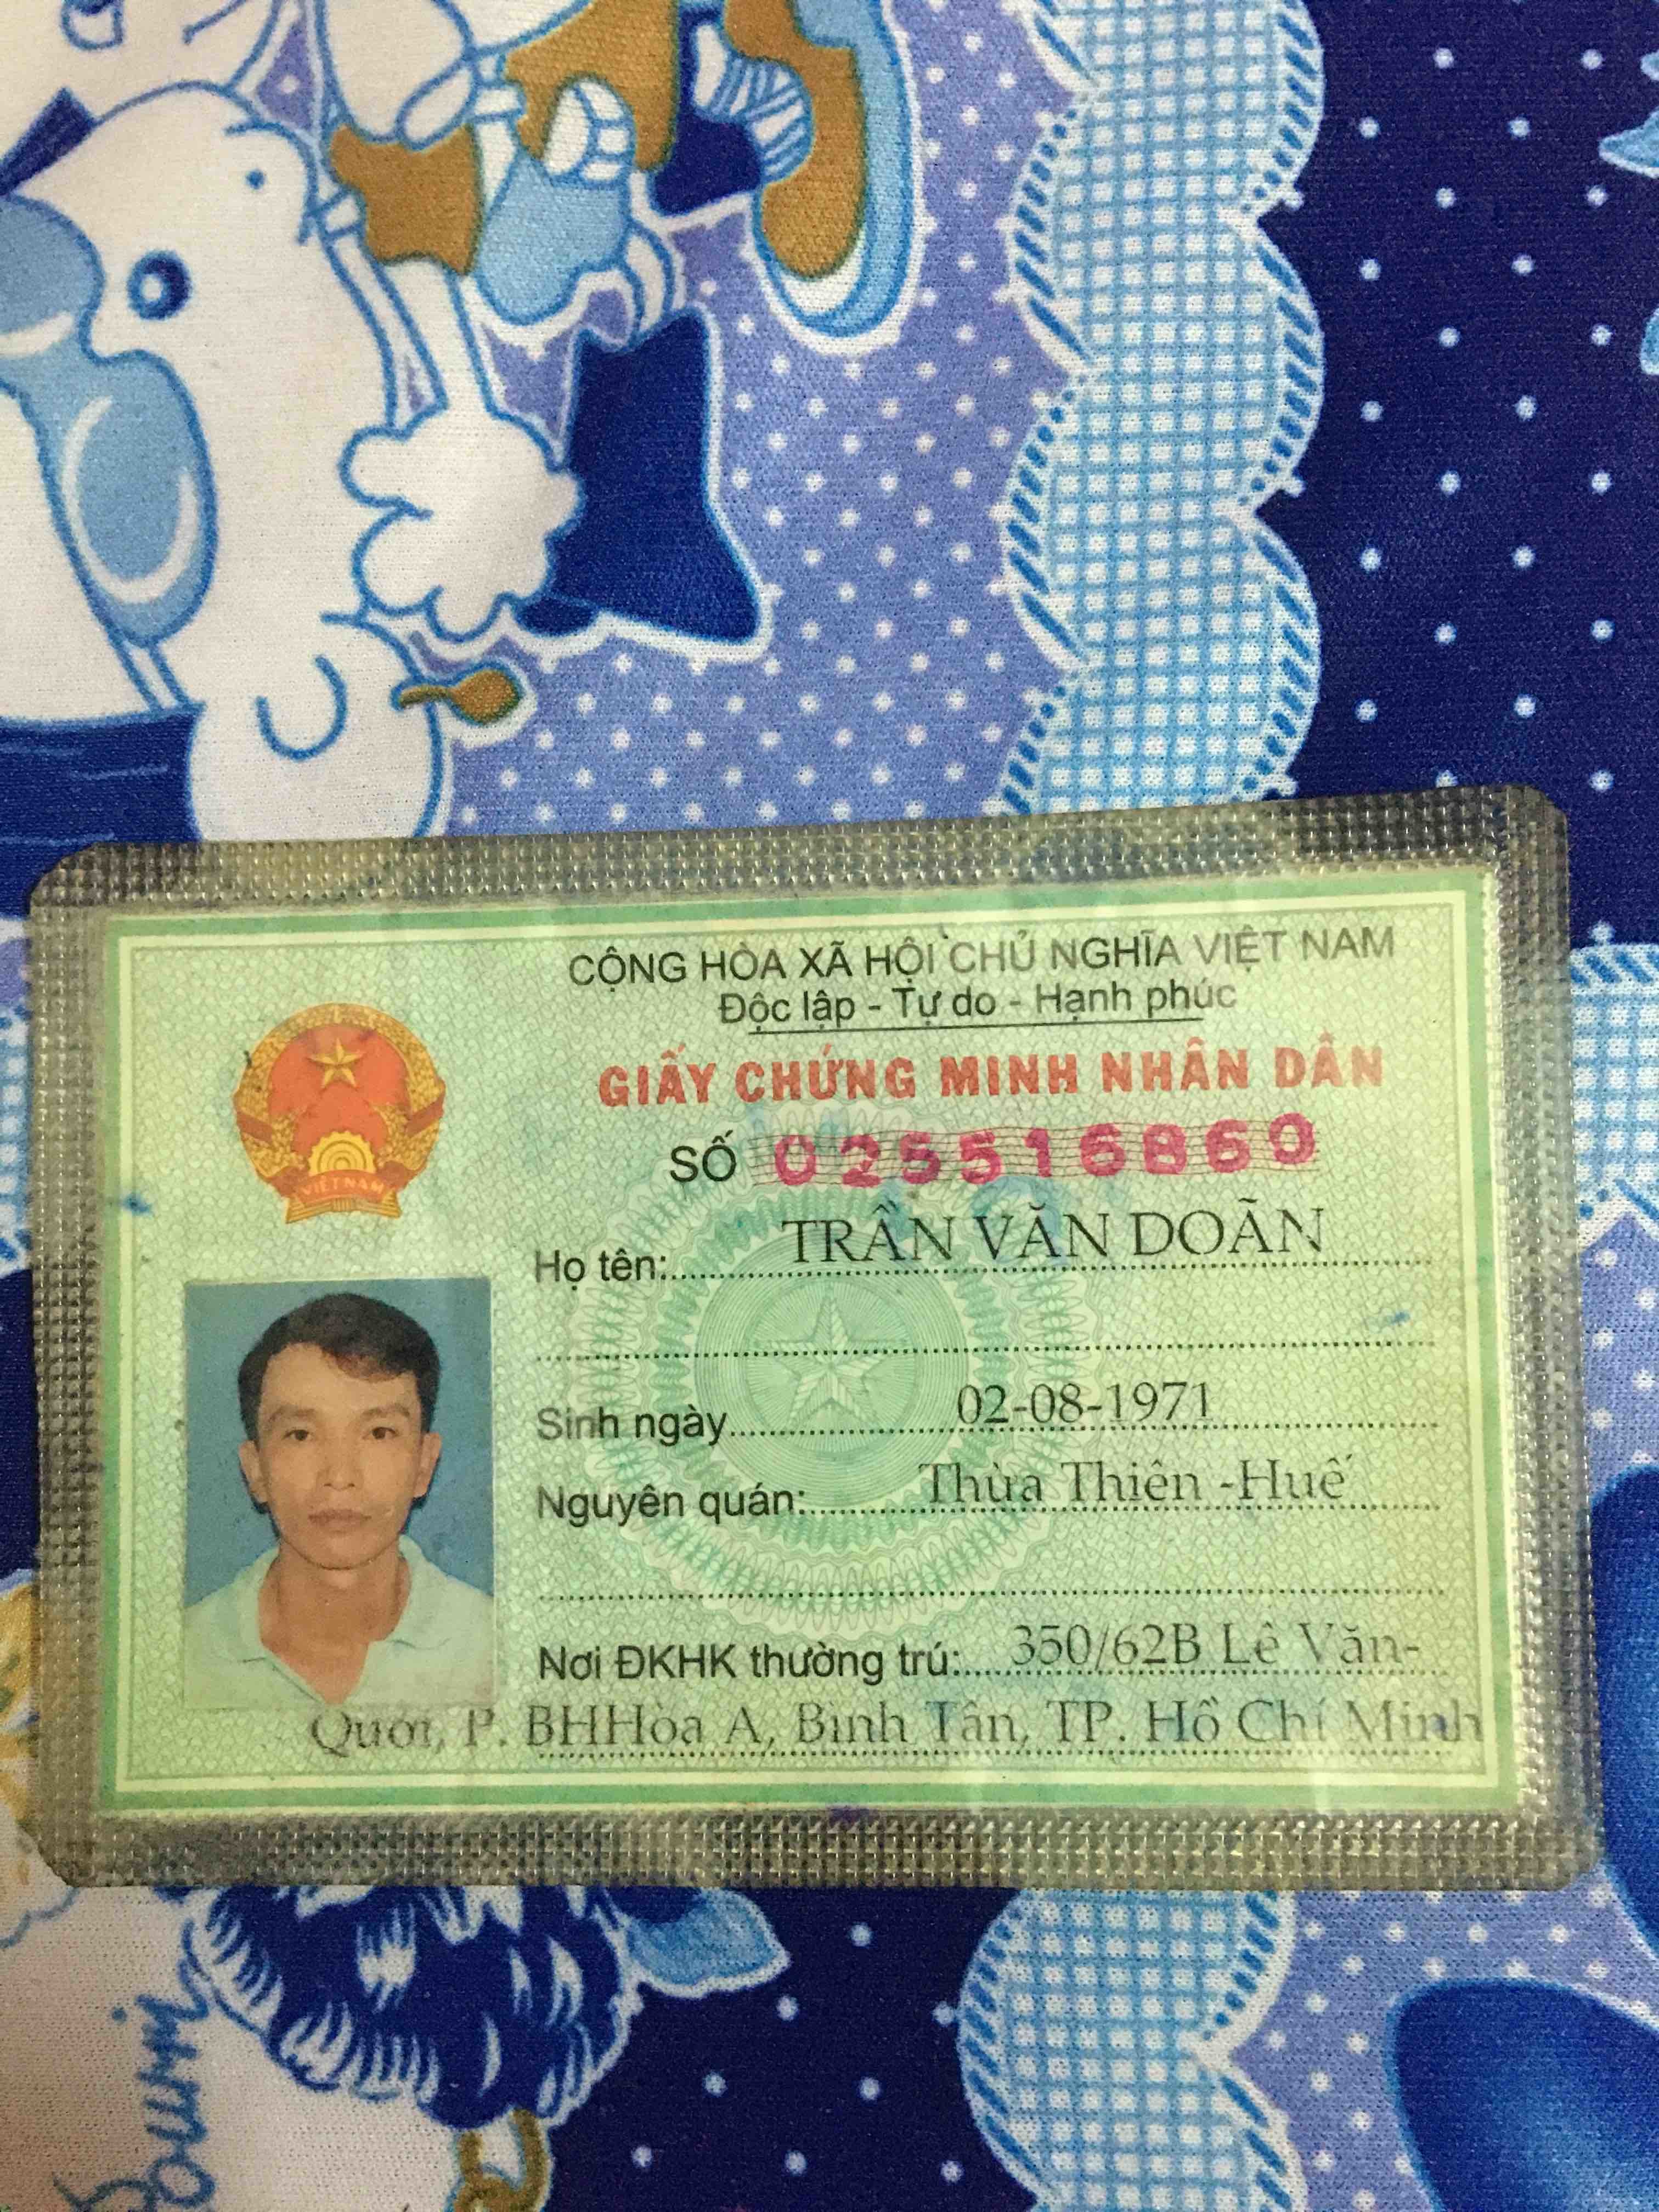 CỘNG HÒA XÃ HỘI CHỦ NGHĨA VIỆT NAM
Độc lập - Tự do - Hạnh phúc
GIẤY CHỨNG MINH NHÂN DÂN
SỐ 025516860
VIỆT NAM
Họ tên: TRẦN VĂN DOÃN
Sinh ngày 02-08-1971
Nguyên quán: Thừa Thiên -Huế
Nơi ĐKHK thường trú: 350/62B Lê Văn-
Quới, P. BHHòa A, Bình Tân, TP. Hồ Chí Minh